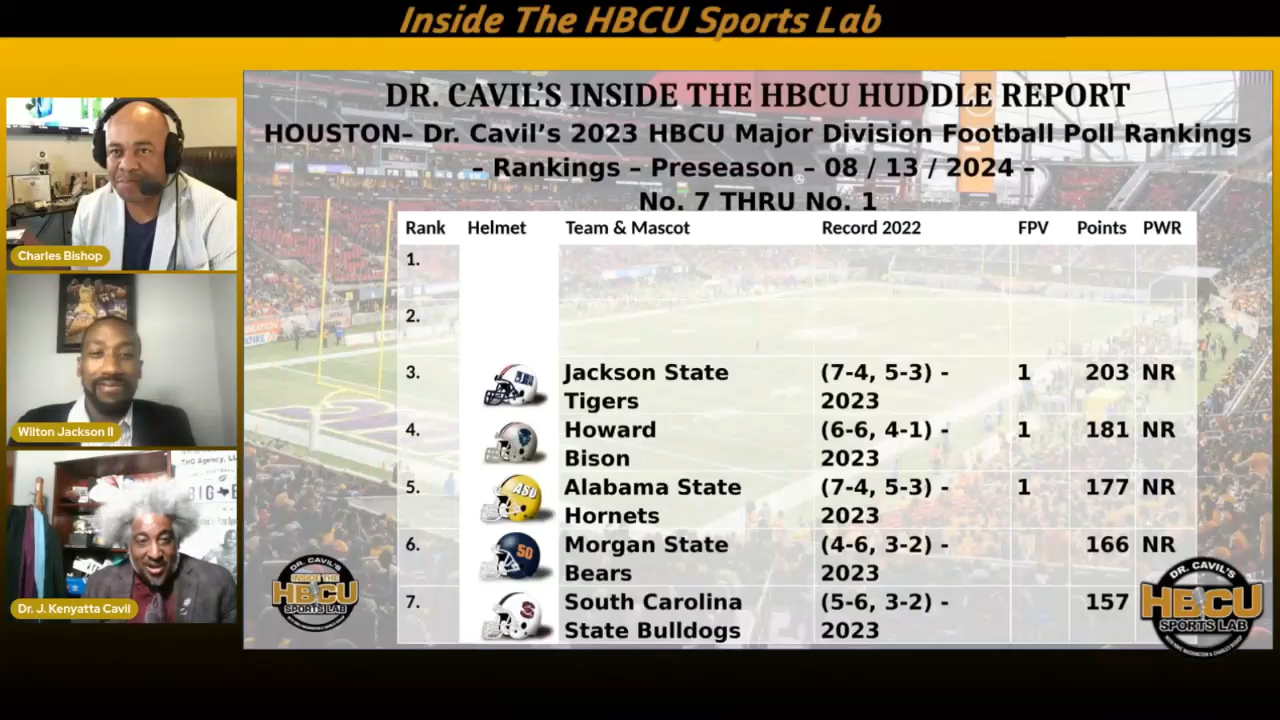 Inside The HBCU Sports Lab
DR. CAVIL'S INSIDE THE HBCU HUDDLE REPORT
HOUSTON– Dr. Cavil's 2023 HBCU Major Division Football Poll Rankings
– Rankings – Preseason – 08 / 13 / 2024 –
No. 7 THRU No. 1
Rank Helmet Team & Mascot Record 2022 FPV Points PWR
1.
2.
3. Jackson State (7-4, 5-3) - 1 203 NR
Tigers 2023
4. Howard (6-6, 4-1) - 1 181 NR
Bison 2023
5. ASU Alabama State (7-4, 5-3) - 1 177 NR
Hornets 2023
6. 50 Morgan State (4-6, 3-2) - 166 NR
Bears 2023
7. S South Carolina (5-6, 3-2) - 157
State Bulldogs 2023
Charles Bishop
Wilton Jackson II
THG Agency, LL
BIG
Dr. J. Kenyatta Cavil
DR. CAVIL'S
INSIDE THE
HBCU
SPORTS LAB
DR. CAVIL'S
HBCU
SPORTS LAB